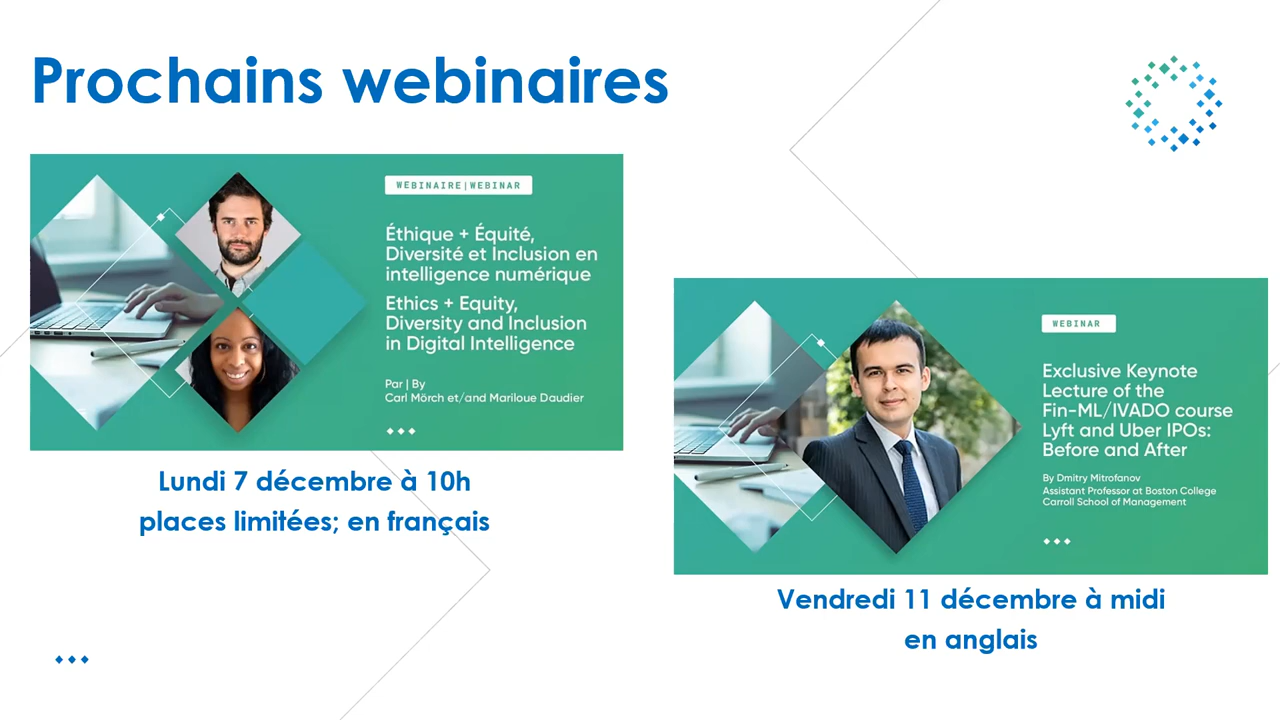 Prochains webinaires
WEBINAIRE|WEBINAR
Éthique + Équité,
Diversité et Inclusion en
intelligence numérique
Ethics + Equity,
Diversity and Inclusion
in Digital Intelligence
Par | By
Carl Mörch et/and Mariloue Daudier
Lundi 7 décembre à 10h
places limitées; en français
WEBINAR
Exclusive Keynote
Lecture of the
Fin-ML/IVADO course
Lyft and Uber IPOs:
Before and After
By Dmitry Mitrofanov
Assistant Professor at Boston College
Carroll School of Management
Vendredi 11 décembre à midi
en anglais